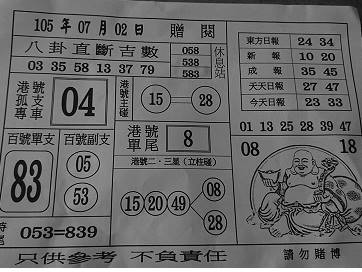 105年07月02日 贈閱
八卦直斷吉數
03 35 58 13 37 79
058
538
583
休息站
東方日報 24 34
新報 10 20
成報 35 45
天天日報 27 47
今天日報 23 33
01 13 25 28 39 47
港號孤支專車
04
港號主碰
15 28
港號單尾
8
百號單支
83
百號副支
05
53
港號二·三星(立柱碰)
15 20 49 08
28
08 18
053=839
只供參考 不負責任 請勿賭博